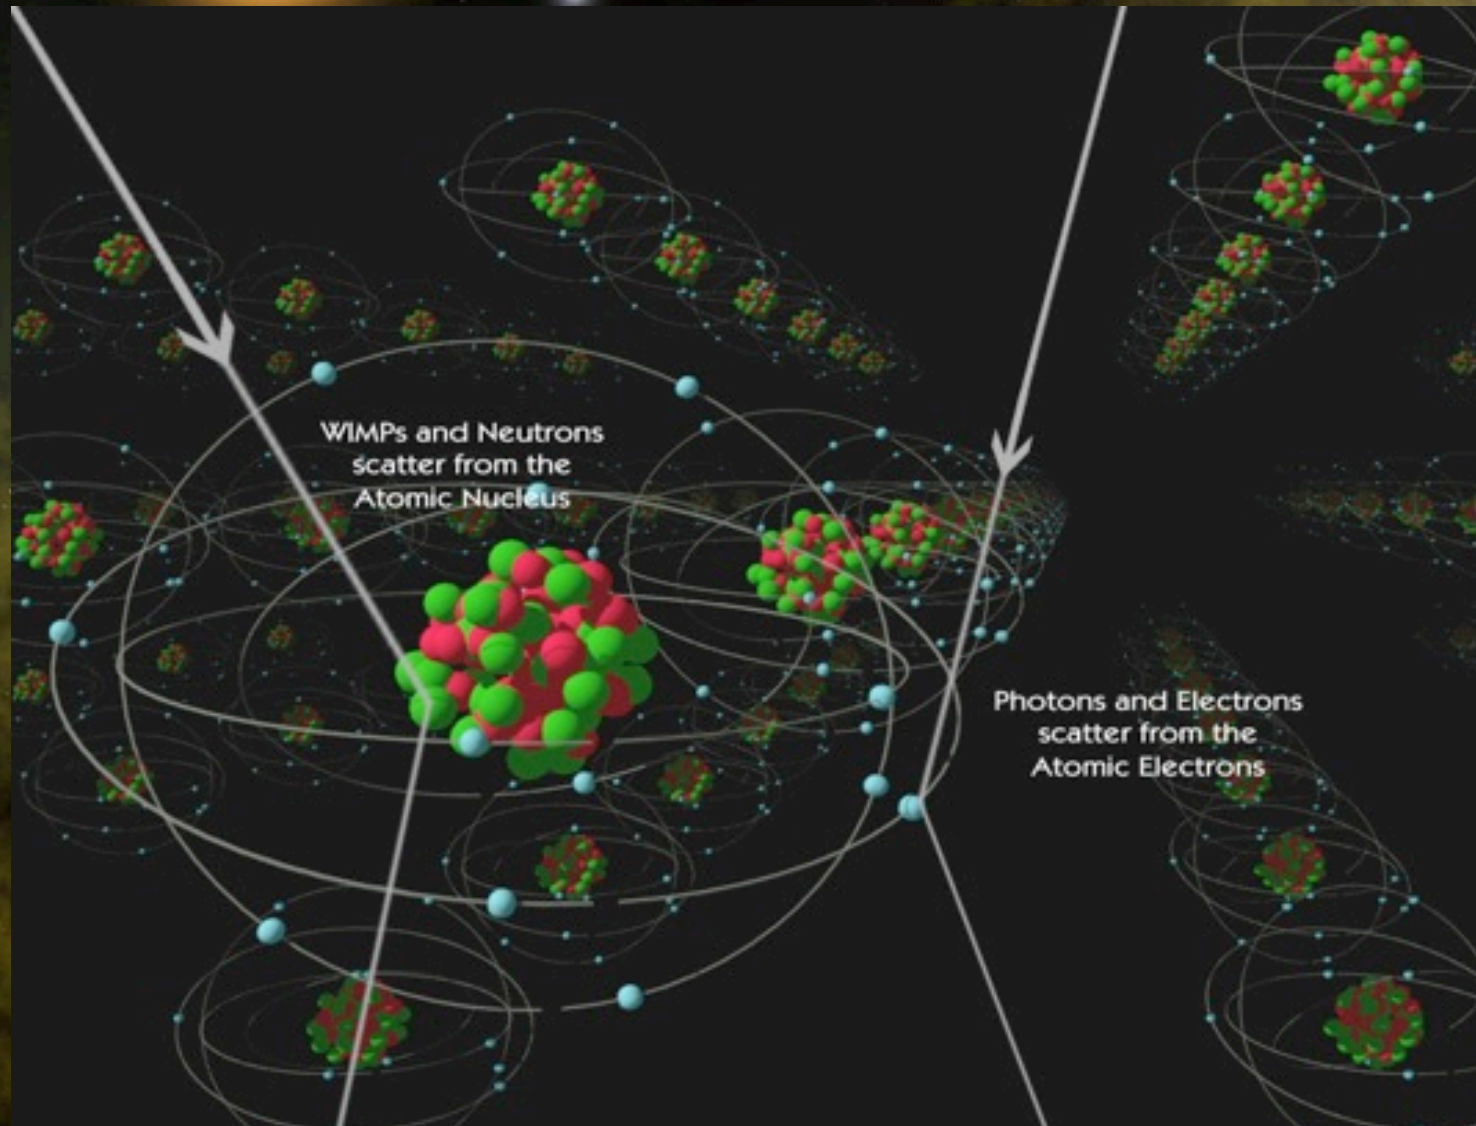 WIMPs and Neutrons
scatter from the
Atomic Nucleus
Photons and Electrons
scatter from the
Atomic Electrons